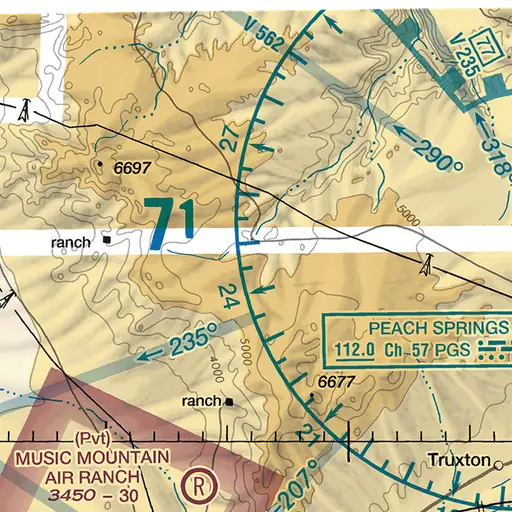 V 562
77
V 235
27
290°
318°
6697
5000
71
ranch
24
PEACH SPRINGS
112.0 Ch 57 PGS
235°
5000
4000
6677
ranch
21
(Pvt)
MUSIC MOUNTAIN
AIR RANCH
3450 - 30
R
207°
Truxton